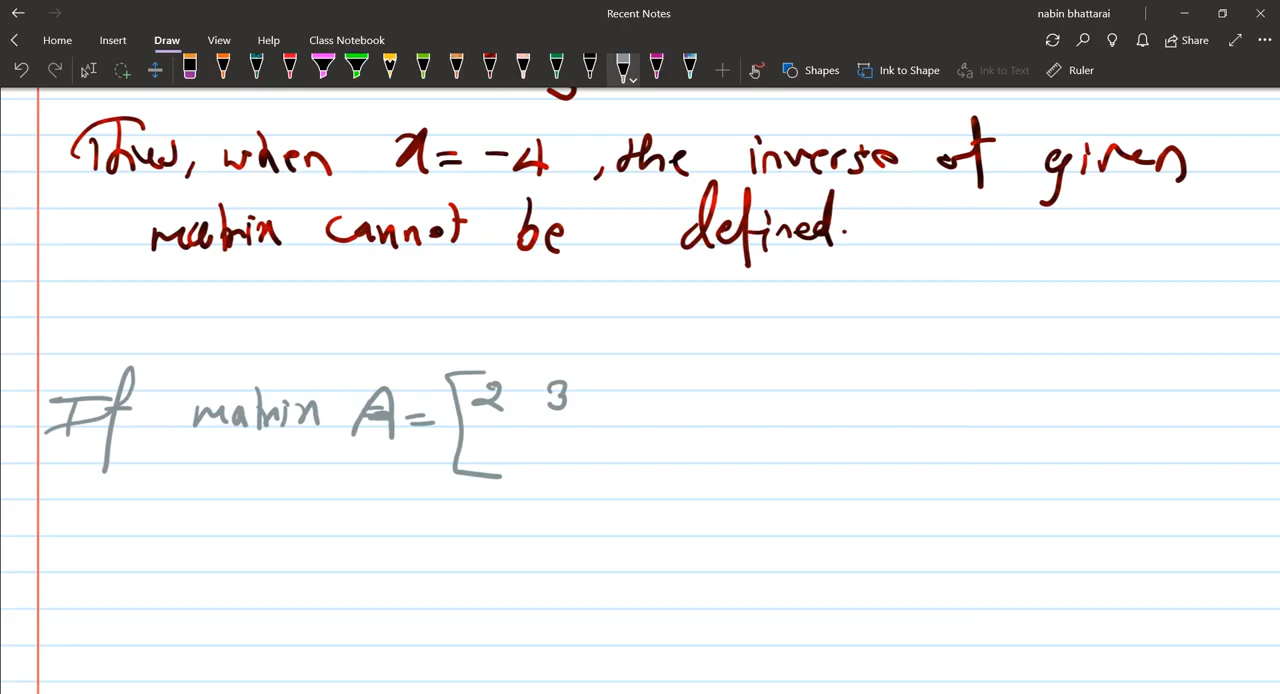 Recent Notes
nabin bhattarai
Home Insert Draw View Help Class Notebook
Share
Shapes Ink to Shape Ink to Text Ruler
Thus, when x = -4, the inverse of given
matrix cannot be defined.
If matrix A = [2 3